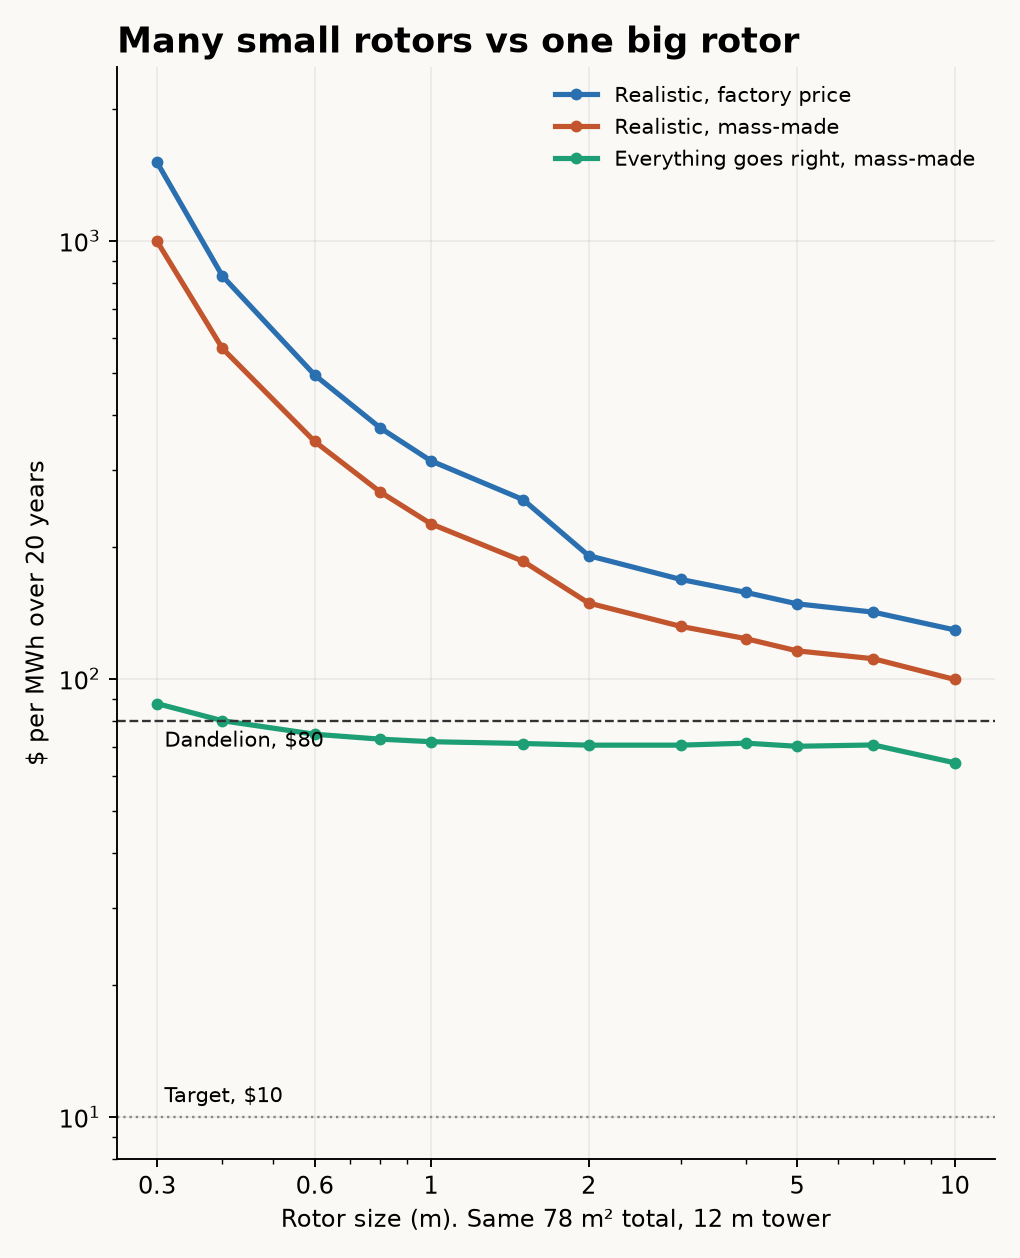 Many small rotors vs one big rotor
Realistic, factory price
Realistic, mass-made
Everything goes right, mass-made
$ per MWh over 20 years
10³
10²
10¹
Dandelion, $80
Target, $10
0.3 0.6 1 2 5 10
Rotor size (m). Same 78 m² total, 12 m tower